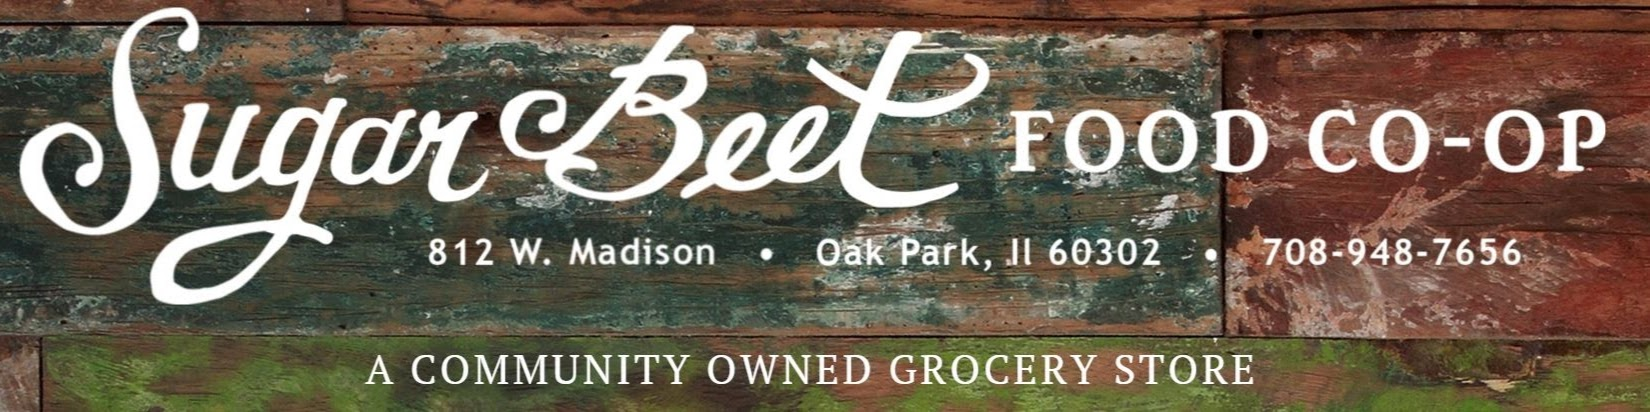 Sugar Beet FOOD CO-OP
812 W. Madison • Oak Park, Il 60302 • 708-948-7656
A COMMUNITY OWNED GROCERY STORE